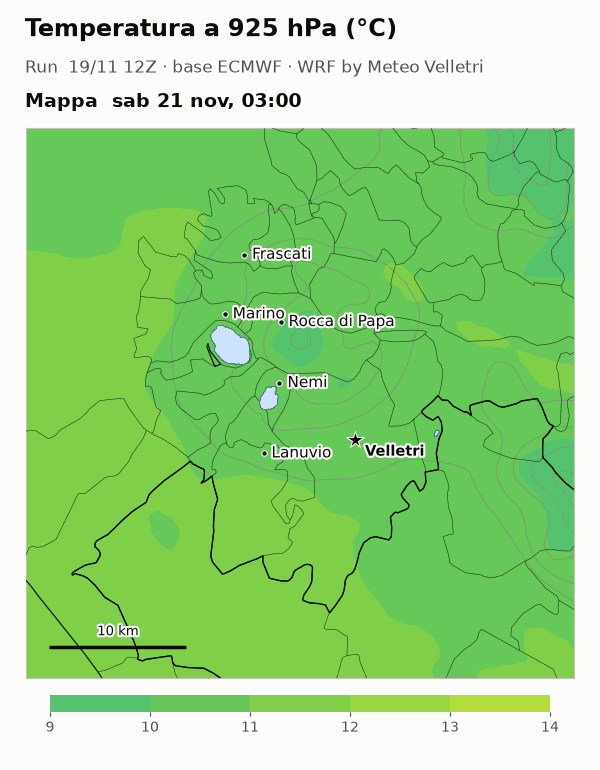 Temperatura a 925 hPa (°C)
Run  19/11 12Z · base ECMWF · WRF by Meteo Velletri
Mappa  sab 21 nov, 03:00
Frascati
Marino
Rocca di Papa
Nemi
Velletri
Lanuvio
10 km
9 10 11 12 13 14